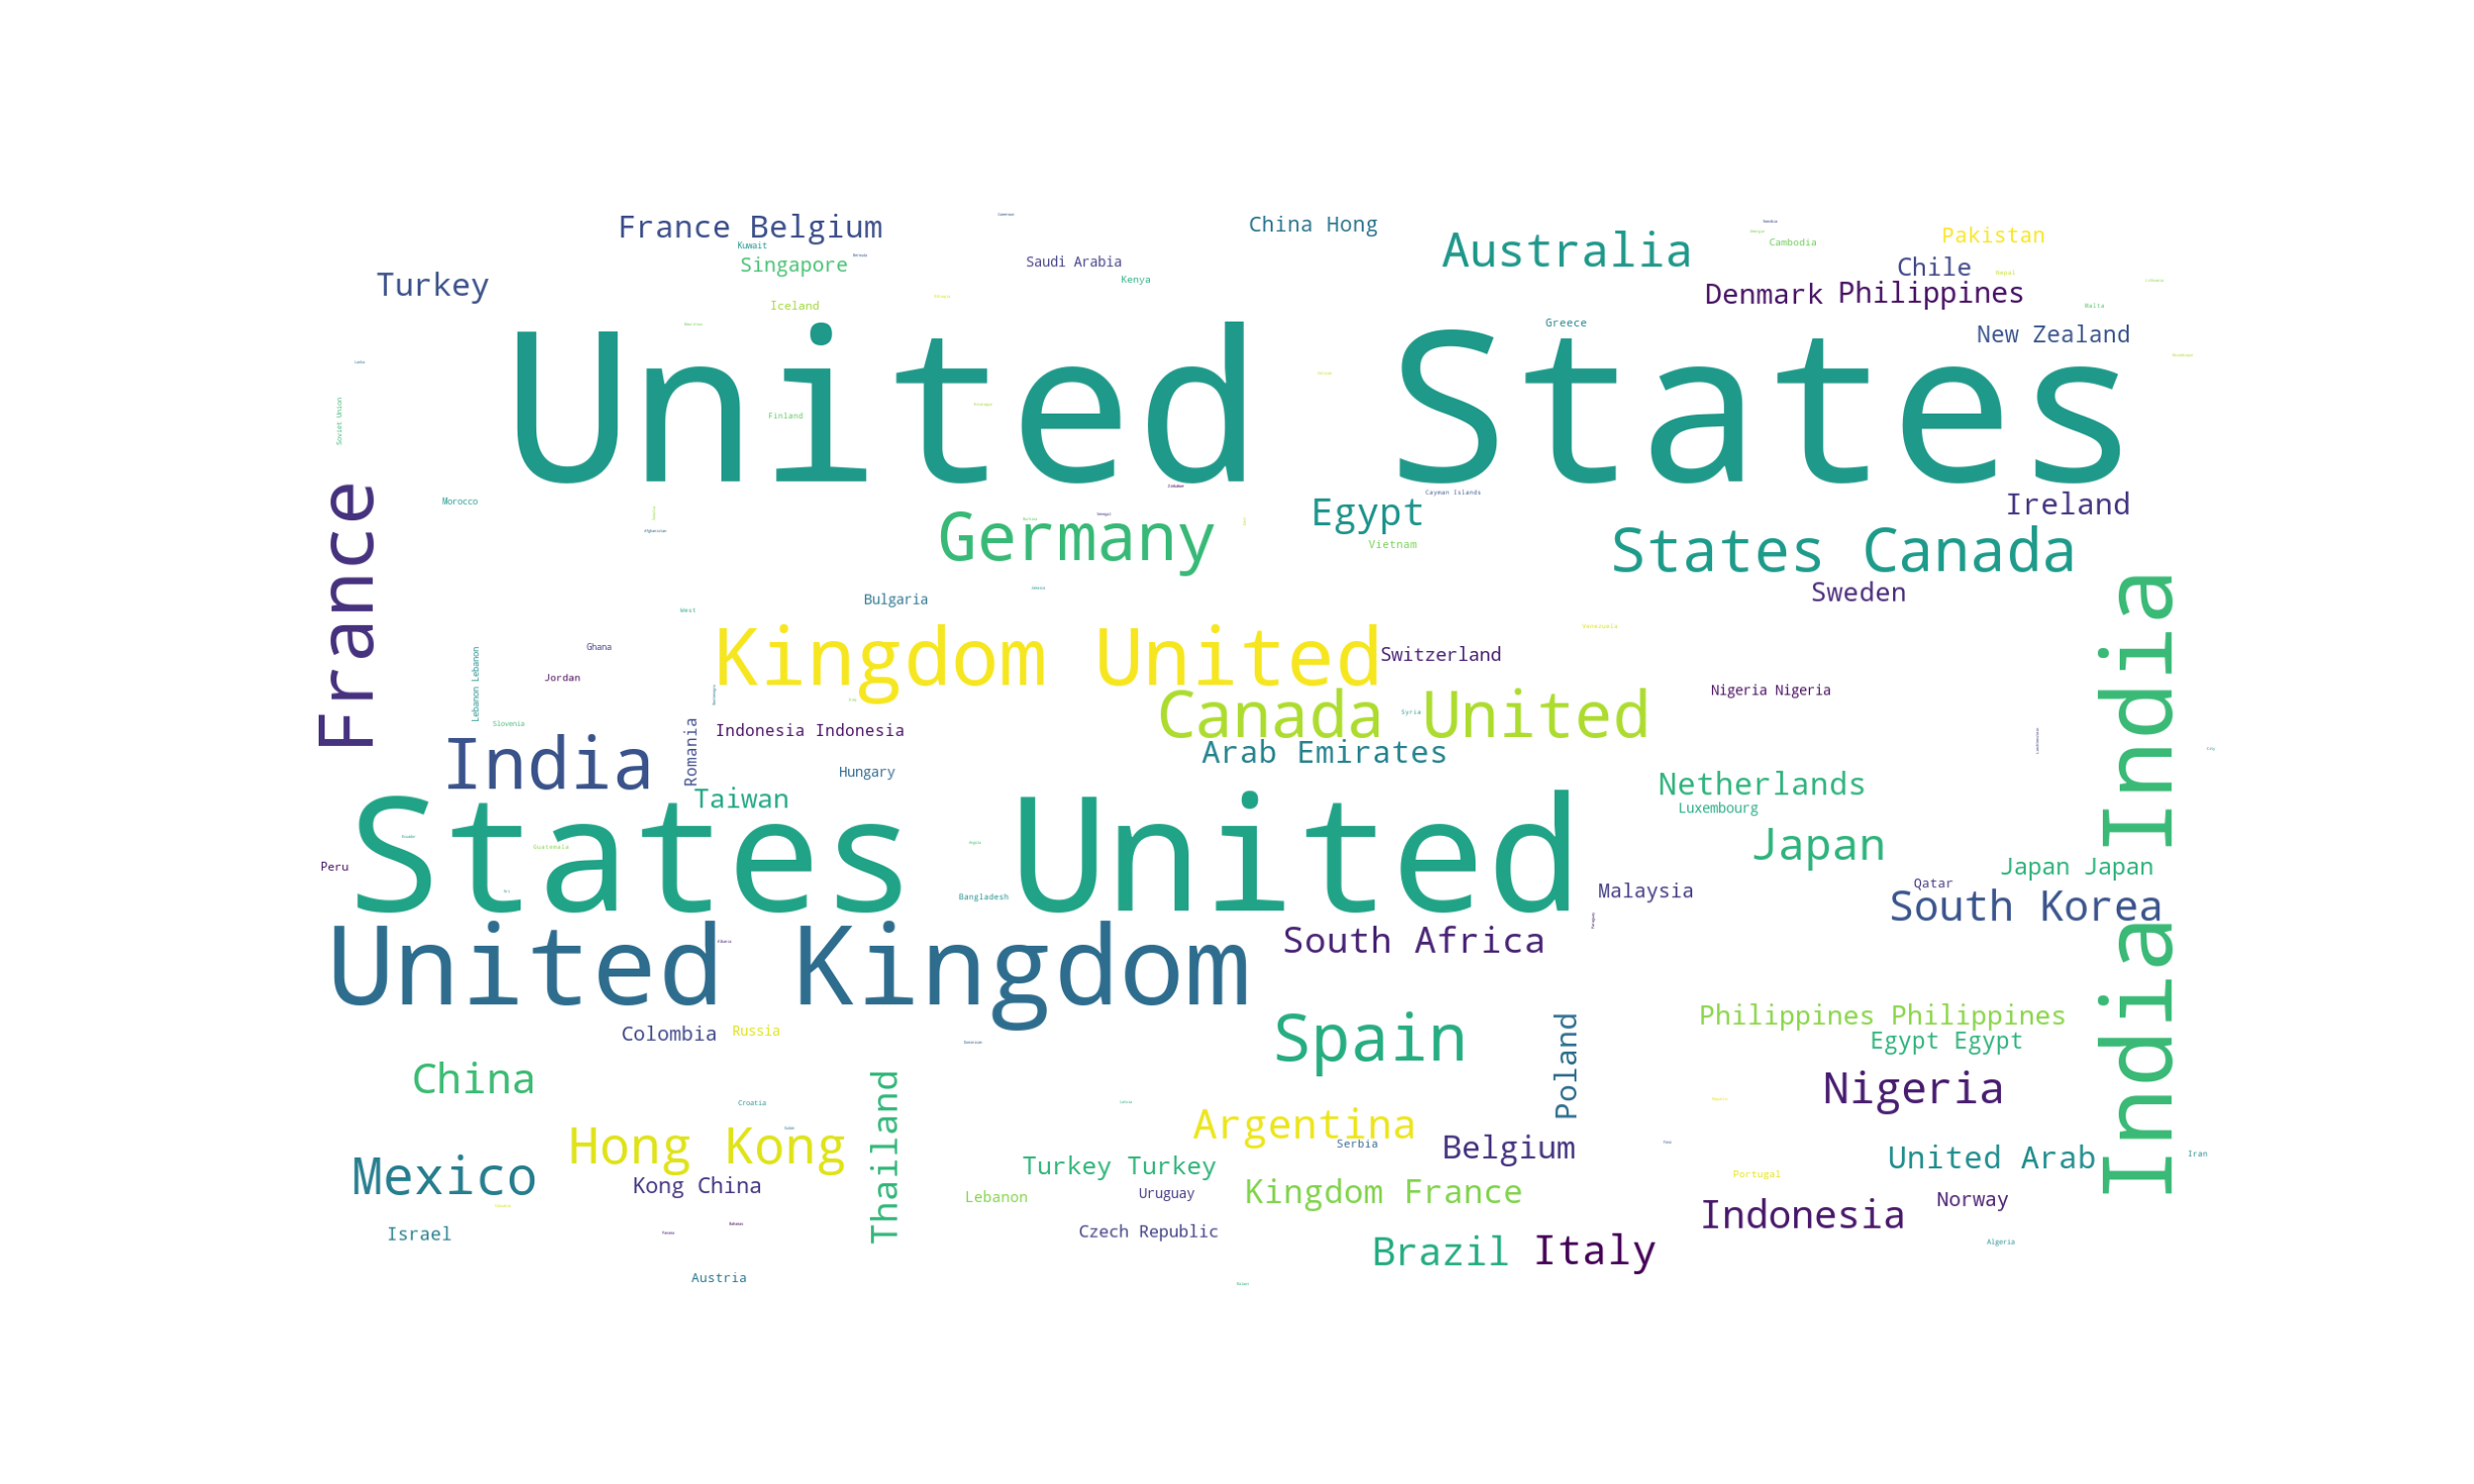 France Belgium
China Hong
Australia
Pakistan
Kuwait
Singapore
Saudi Arabia
Kenya
Cambodia
Chile
Nepal
Turkey
Denmark
Philippines
Iceland
Malta
Greece
New Zealand
United States
Finland
Soviet Union
Morocco
Cayman Islands
Egypt
Ireland
Germany
Vietnam
States Canada
France
Bulgaria
Sweden
West
Venezuela
Ghana
Kingdom United
Switzerland
Jordan
Lebanon Lebanon
Nigeria Nigeria
Canada United
Syria
Slovenia
Romania
Indonesia Indonesia
Arab Emirates
India
Hungary
Netherlands
Taiwan
Luxembourg
India India
States United
Japan
Guatemala
Peru
Japan Japan
Qatar
Malaysia
Bangladesh
South Korea
United Kingdom
South Africa
Philippines Philippines
Colombia
Russia
Spain
Egypt Egypt
Poland
China
Nigeria
Croatia
Thailand
Argentina
Hong Kong
Serbia
Belgium
United Arab
Iran
Mexico
Turkey Turkey
Portugal
Kong China
Uruguay
Lebanon
Kingdom France
Norway
Indonesia
Israel
Czech Republic
Algeria
Brazil
Italy
Austria